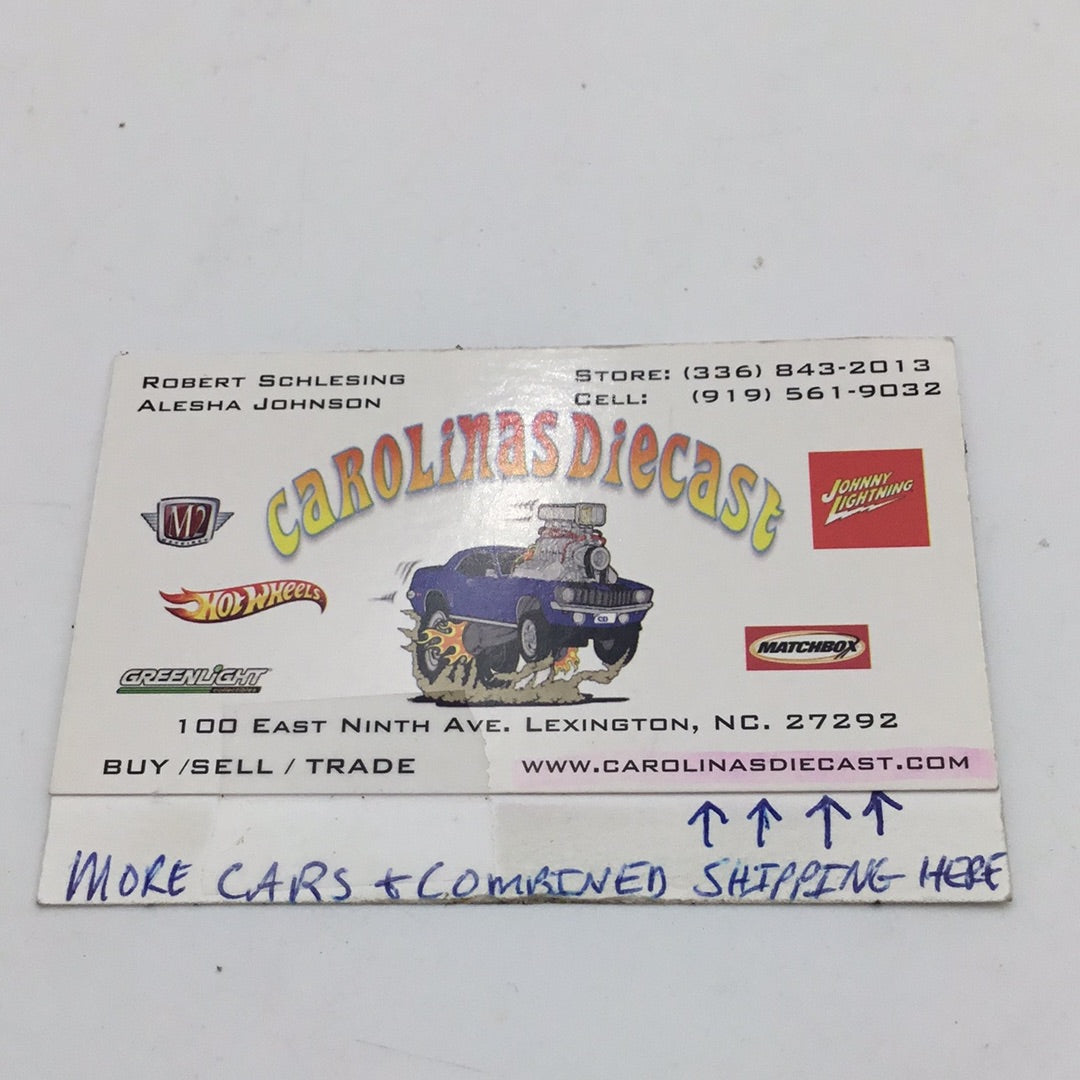 ROBERT SCHLESING
ALESHA JOHNSON
STORE: (336) 843-2013
CELL: (919) 561-9032
CAROLINAS DIECAST
M2
JOHNNY LIGHTNING
HOT WHEELS
CD
MATCHBOX
GREENLIGHT
COLLECTIBLES
100 EAST NINTH AVE. LEXINGTON, NC. 27292
BUY /SELL / TRADE
WWW.CAROLINASDIECAST.COM
MORE CARS + COMBINED SHIPPING HERE